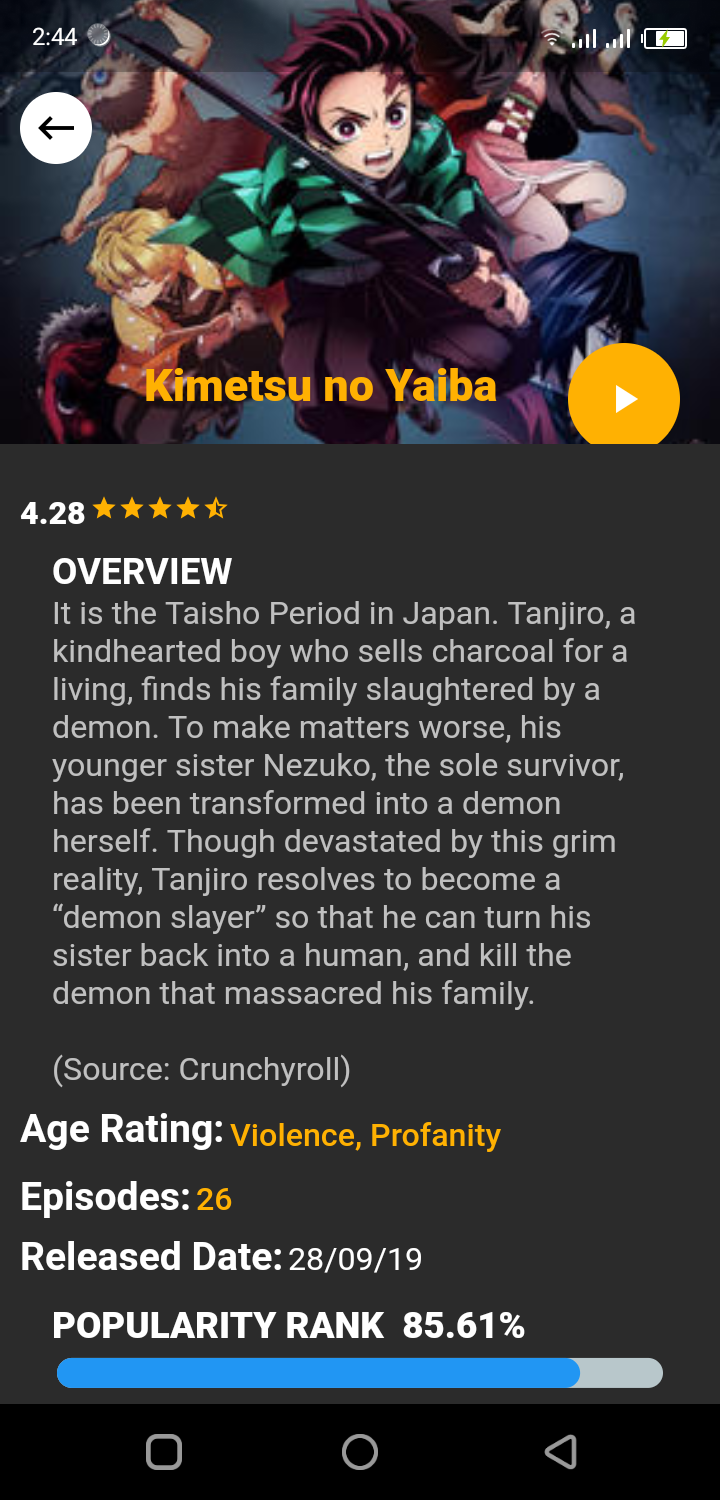 2:44
Kimetsu no Yaiba
4.28
OVERVIEW
It is the Taisho Period in Japan. Tanjiro, a
kindhearted boy who sells charcoal for a
living, finds his family slaughtered by a
demon. To make matters worse, his
younger sister Nezuko, the sole survivor,
has been transformed into a demon
herself. Though devastated by this grim
reality, Tanjiro resolves to become a
“demon slayer” so that he can turn his
sister back into a human, and kill the
demon that massacred his family.
(Source: Crunchyroll)
Age Rating: Violence, Profanity
Episodes: 26
Released Date: 28/09/19
POPULARITY RANK 85.61%